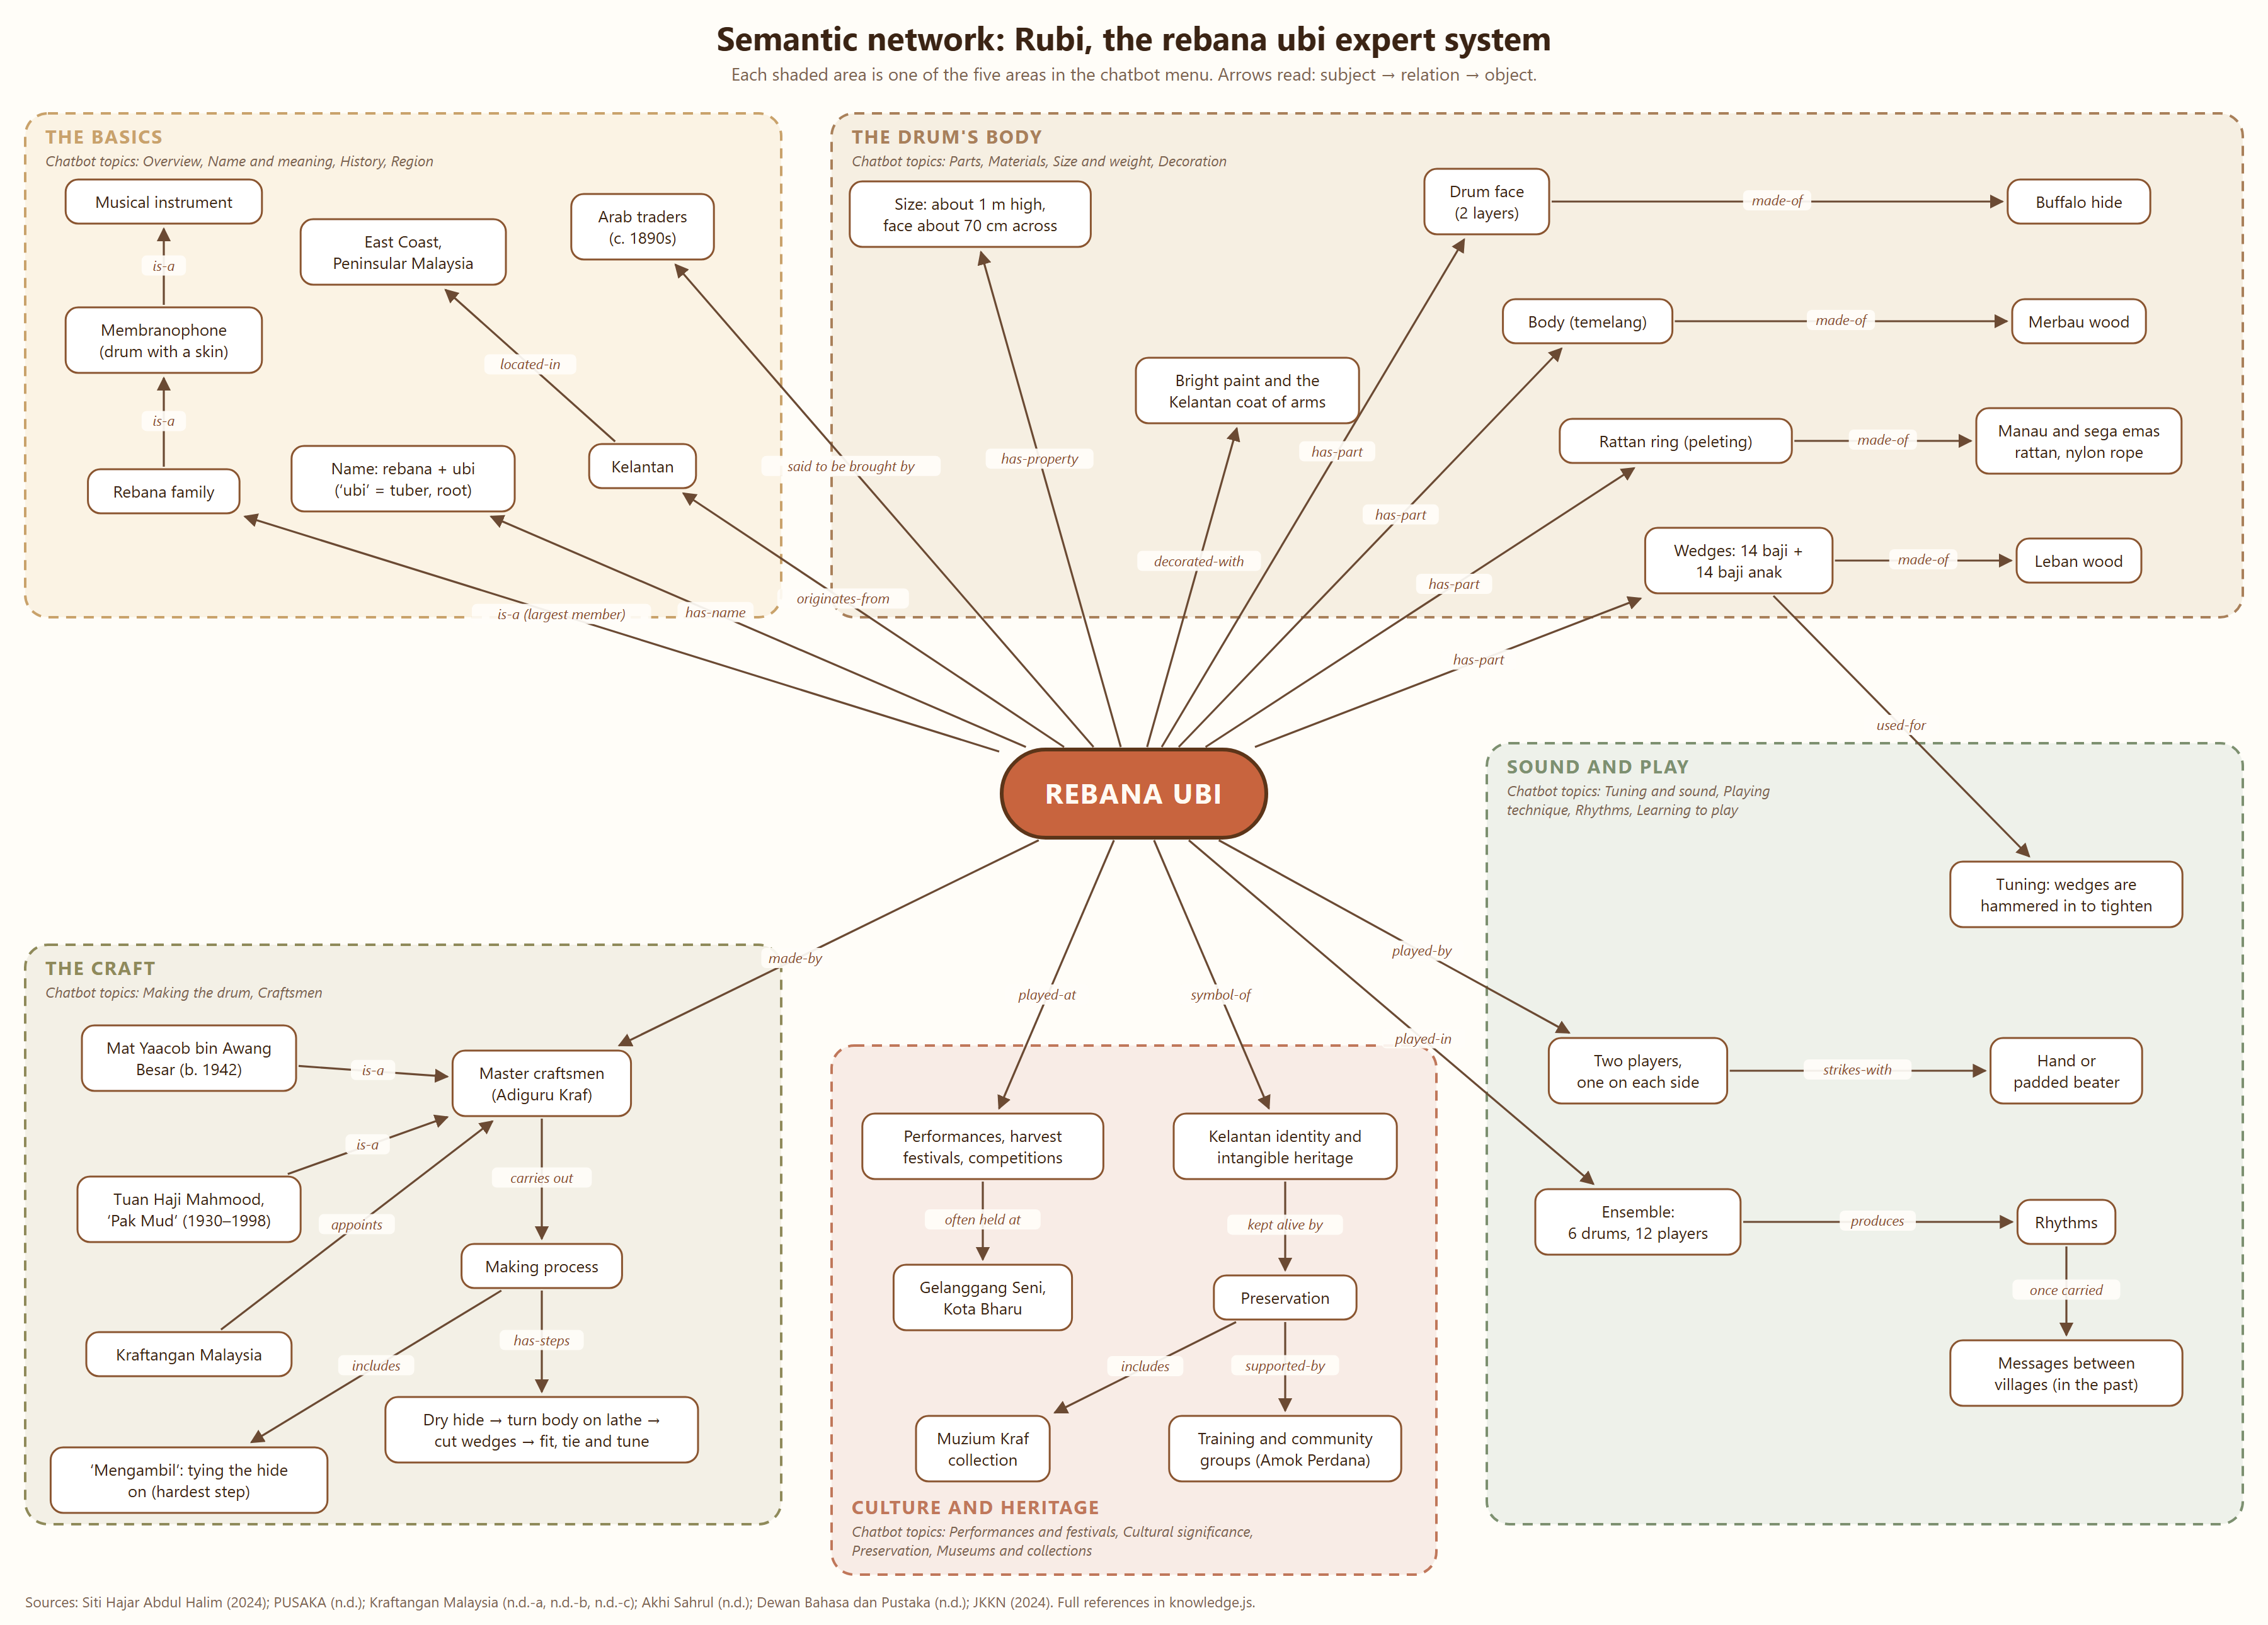 Semantic network: Rubi, the rebana ubi expert system
Each shaded area is one of the five areas in the chatbot menu. Arrows read: subject → relation → object.
THE BASICS
Chatbot topics: Overview, Name and meaning, History, Region
Musical instrument
is-a
Membranophone
(drum with a skin)
is-a
Rebana family
East Coast,
Peninsular Malaysia
located-in
Arab traders
(c. 1890s)
Name: rebana + ubi
(‘ubi’ = tuber, root)
Kelantan
said to be brought by
originates-from
is-a (largest member)
has-name
THE DRUM'S BODY
Chatbot topics: Parts, Materials, Size and weight, Decoration
Size: about 1 m high,
face about 70 cm across
has-property
Bright paint and the
Kelantan coat of arms
decorated-with
Drum face
(2 layers)
made-of
Buffalo hide
has-part
Body (temelang)
made-of
Merbau wood
has-part
Rattan ring (peleting)
made-of
Manau and sega emas
rattan, nylon rope
has-part
Wedges: 14 baji +
14 baji anak
made-of
Leban wood
has-part
used-for
REBANA UBI
SOUND AND PLAY
Chatbot topics: Tuning and sound, Playing
technique, Rhythms, Learning to play
Tuning: wedges are
hammered in to tighten
played-by
Two players,
one on each side
strikes-with
Hand or
padded beater
played-in
Ensemble:
6 drums, 12 players
produces
Rhythms
once carried
Messages between
villages (in the past)
made-by
THE CRAFT
Chatbot topics: Making the drum, Craftsmen
Mat Yaacob bin Awang
Besar (b. 1942)
is-a
Master craftsmen
(Adiguru Kraf)
is-a
Tuan Haji Mahmood,
‘Pak Mud’ (1930–1998)
appoints
carries out
Making process
Kraftangan Malaysia
includes
has-steps
Dry hide → turn body on lathe →
cut wedges → fit, tie and tune
‘Mengambil’: tying the hide
on (hardest step)
played-at
symbol-of
Performances, harvest
festivals, competitions
Kelantan identity and
intangible heritage
often held at
kept alive by
Gelanggang Seni,
Kota Bharu
Preservation
includes
supported-by
Muzium Kraf
collection
Training and community
groups (Amok Perdana)
CULTURE AND HERITAGE
Chatbot topics: Performances and festivals, Cultural significance,
Preservation, Museums and collections
Sources: Siti Hajar Abdul Halim (2024); PUSAKA (n.d.); Kraftangan Malaysia (n.d.-a, n.d.-b, n.d.-c); Akhi Sahrul (n.d.); Dewan Bahasa dan Pustaka (n.d.); JKKN (2024). Full references in knowledge.js.